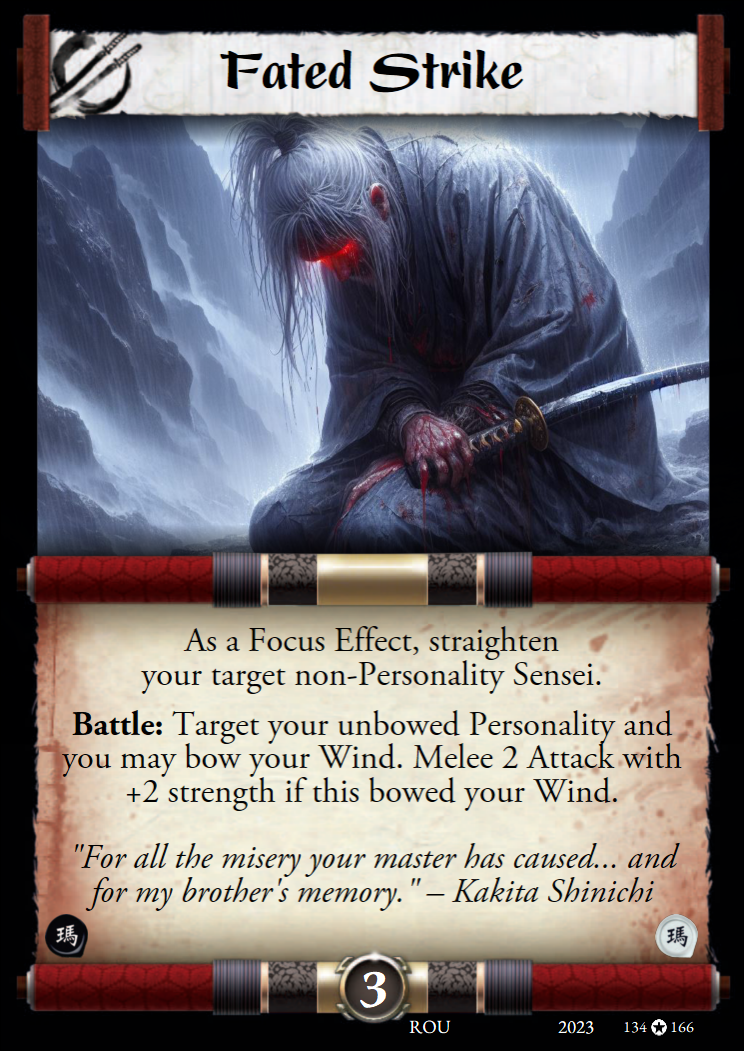 Fated Strike
As a Focus Effect, straighten
your target non-Personality Sensei.
Battle: Target your unbowed Personality and
you may bow your Wind. Melee 2 Attack with
+2 strength if this bowed your Wind.
"For all the misery your master has caused... and
for my brother's memory." – Kakita Shinichi
瑪 瑪
3
ROU 2023 134 ✪ 166